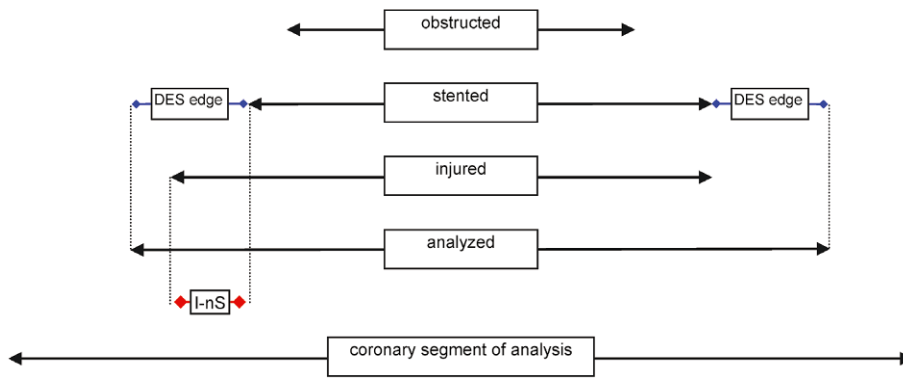 obstructed
DES edge
stented
DES edge
injured
analyzed
I-nS
coronary segment of analysis